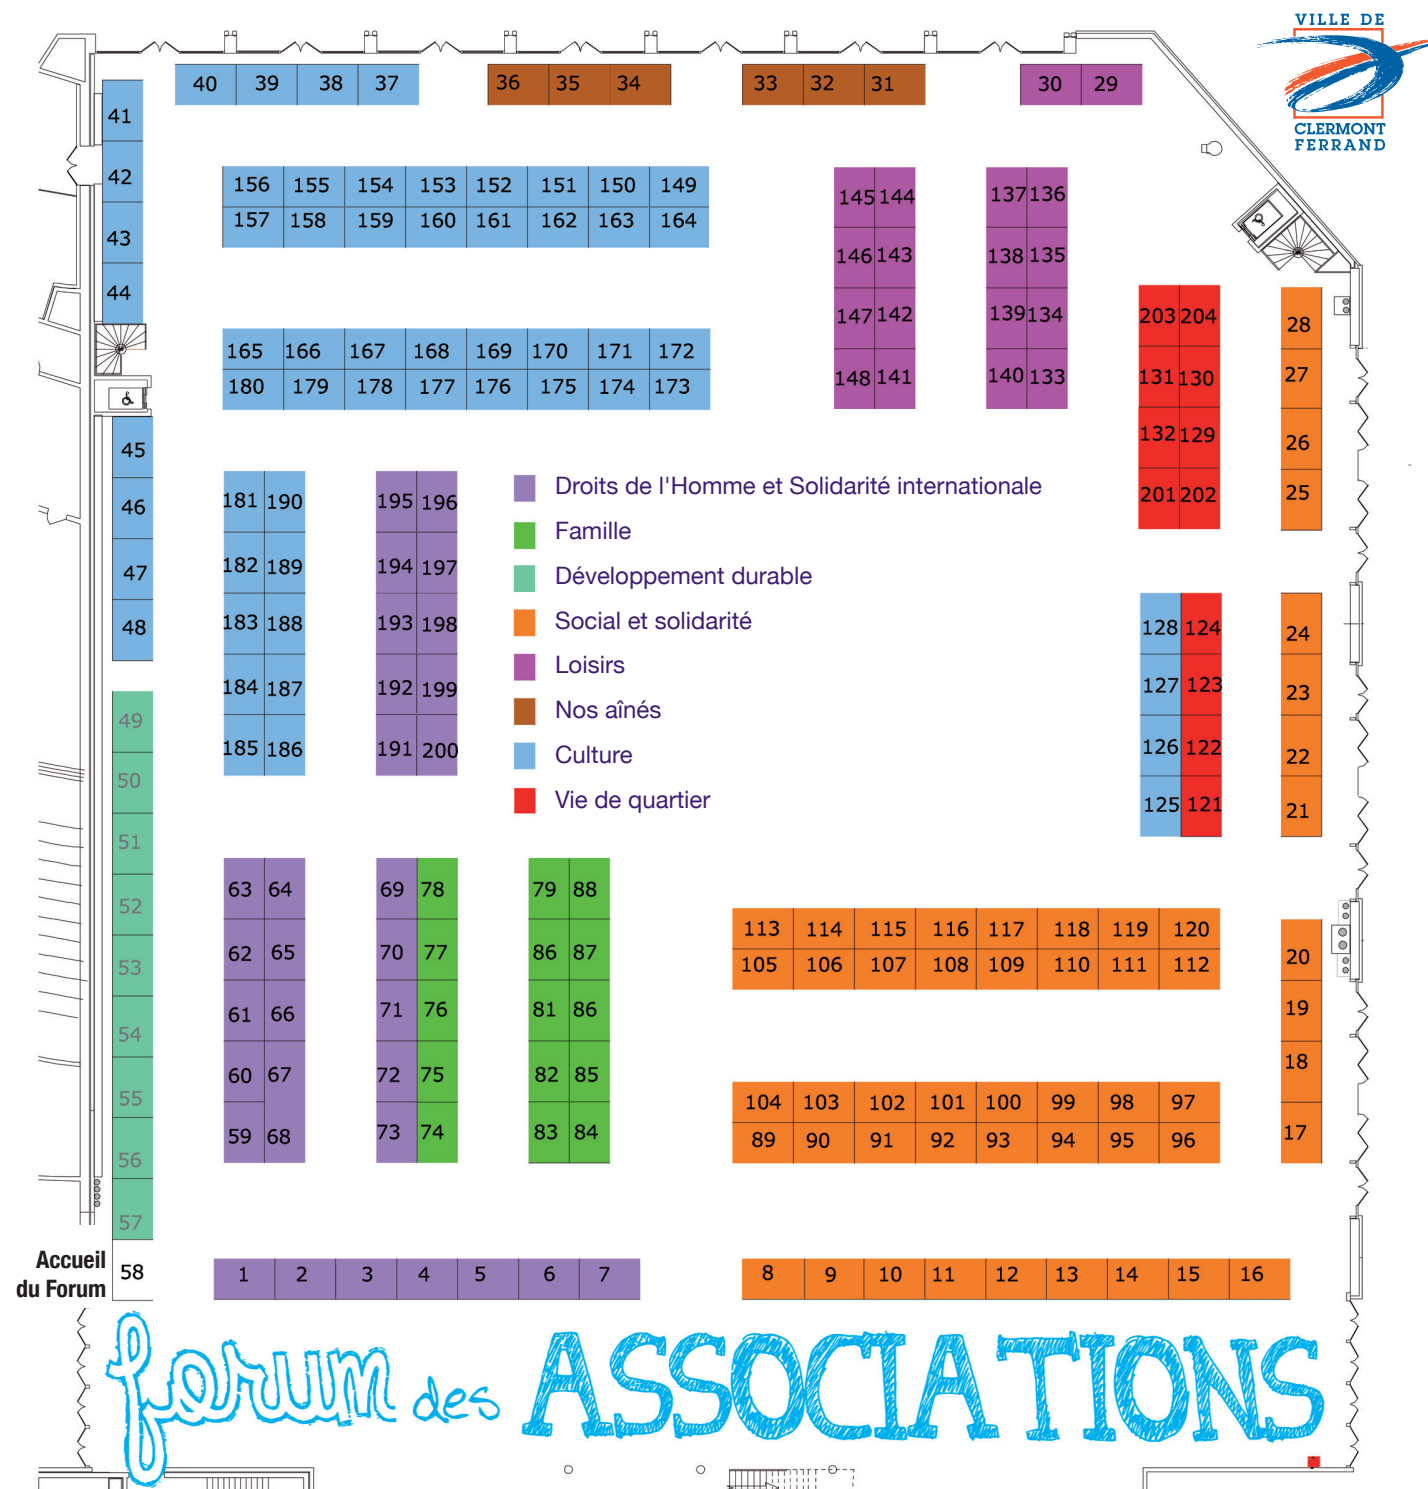 VILLE DE
CLERMONT
FERRAND
40 39 38 37
36 35 34
33 32 31
30 29
41
42
43
44
156 155 154 153 152 151 150 149
157 158 159 160 161 162 163 164
145 144
146 143
147 142
148 141
137 136
138 135
139 134
140 133
165 166 167 168 169 170 171 172
180 179 178 177 176 175 174 173
203 204
131 130
132 129
201 202
28
27
26
25
45
46
47
48
181 190
182 189
183 188
184 187
185 186
195 196
194 197
193 198
192 199
191 200
Droits de l'Homme et Solidarité internationale
Famille
Développement durable
Social et solidarité
Loisirs
Nos aînés
Culture
Vie de quartier
128 124
127 123
126 122
125 121
24
23
22
21
49
50
51
52
53
54
55
56
57
63 64
62 65
61 66
60 67
59 68
69 78
70 77
71 76
72 75
73 74
79 88
86 87
81 86
82 85
83 84
113 114 115 116 117 118 119 120
105 106 107 108 109 110 111 112
104 103 102 101 100 99 98 97
89 90 91 92 93 94 95 96
20
19
18
17
Accueil
du Forum
58
1 2 3 4 5 6 7
8 9 10 11 12 13 14 15 16
forum des ASSOCIATIONS